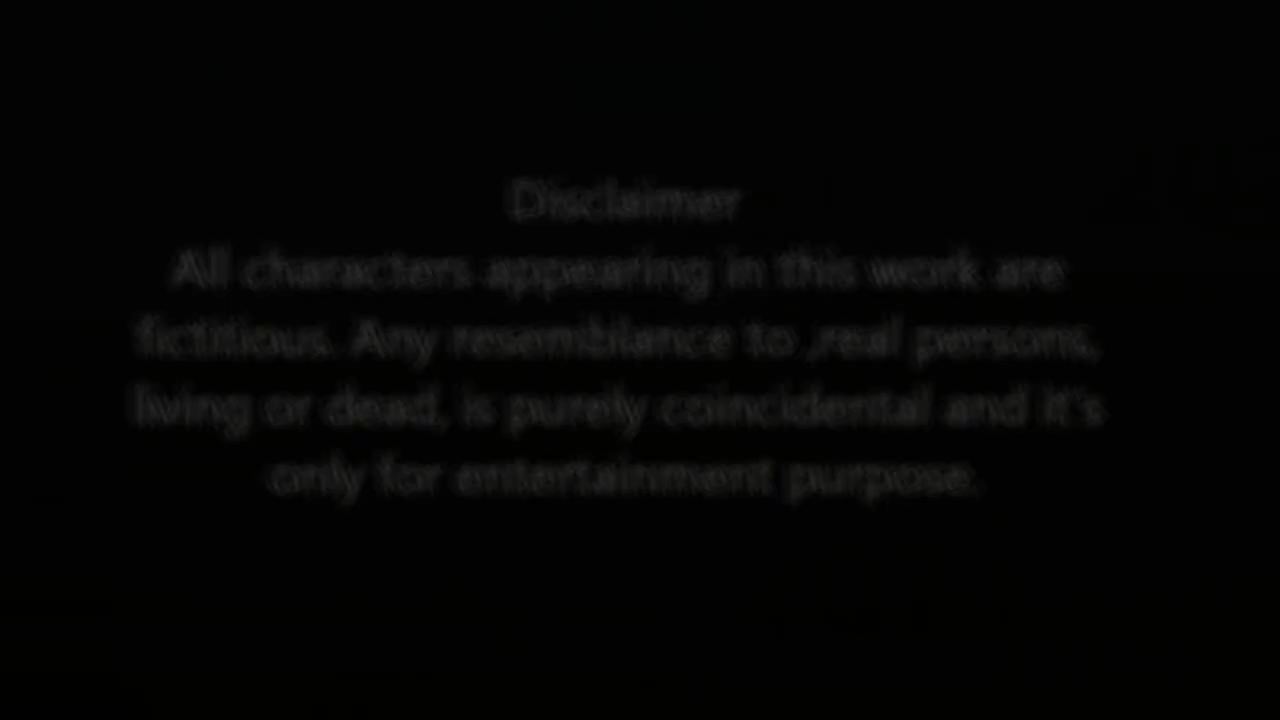 Disclaimer
All characters appearing in this work are
fictitious. Any resemblance to ,real persons,
living or dead, is purely coincidental and it's
only for entertainment purpose.